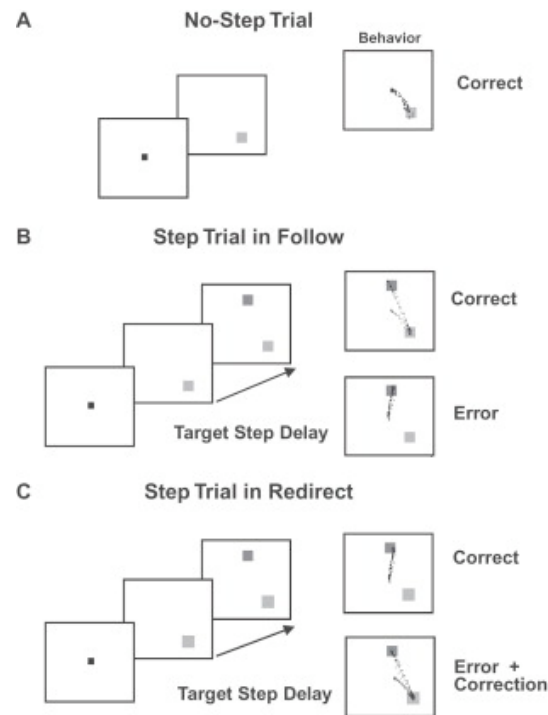 A
No-Step Trial
Behavior
Correct
B
Step Trial in Follow
Correct
Target Step Delay
Error
C
Step Trial in Redirect
Correct
Target Step Delay
Error +
Correction